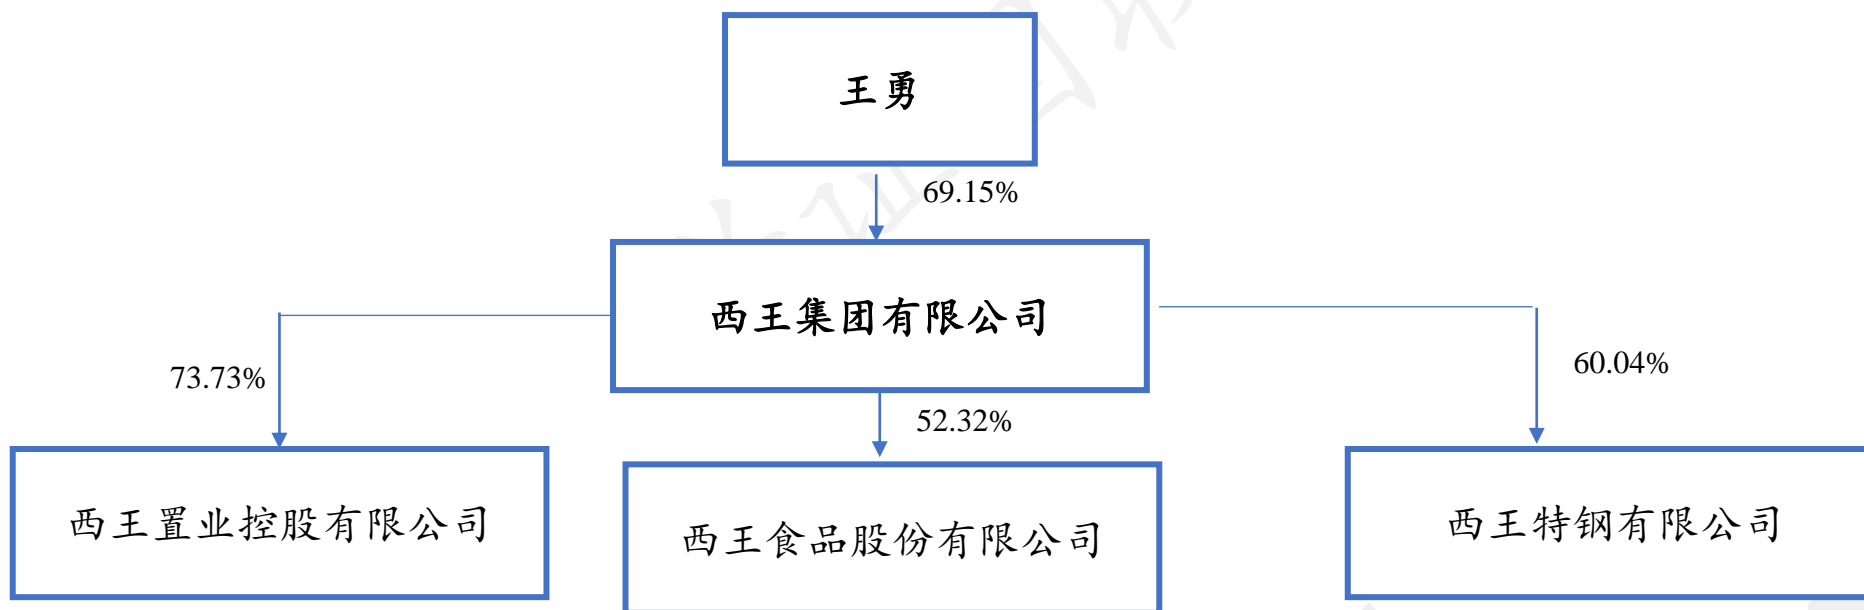 王勇
69.15%
西王集团有限公司
73.73%
52.32%
60.04%
西王置业控股有限公司
西王食品股份有限公司
西王特钢有限公司